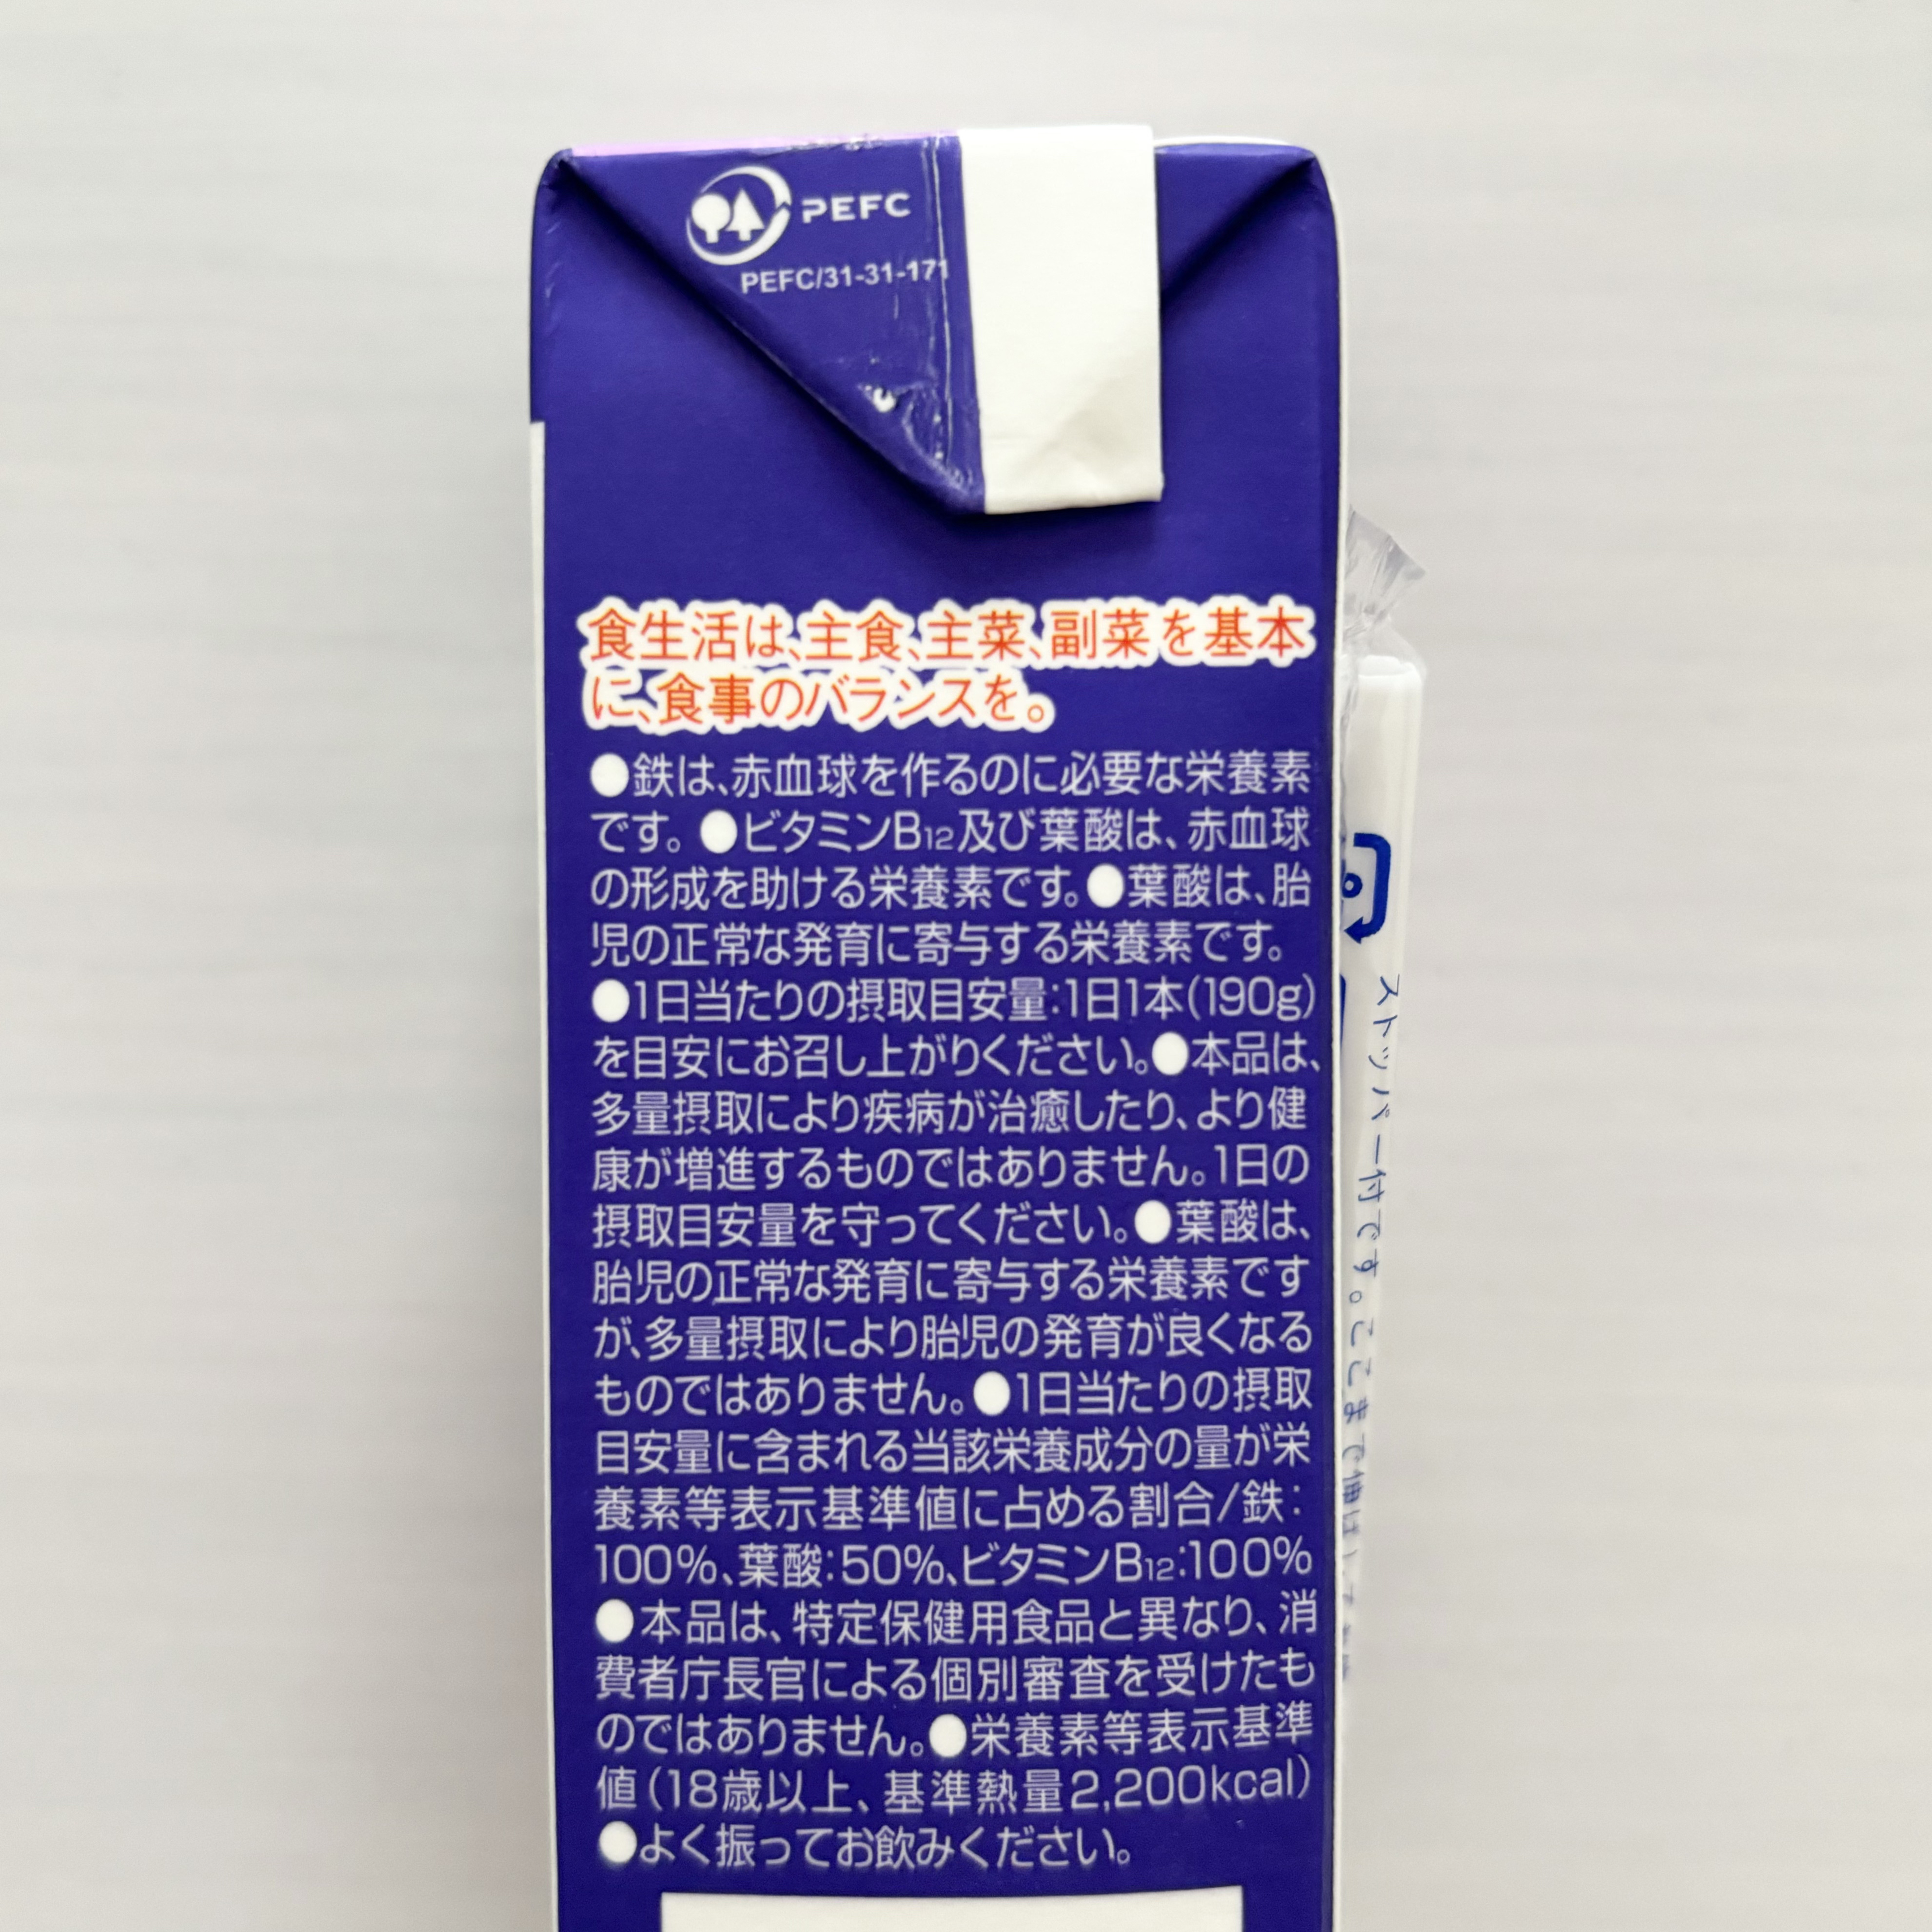 PEFC
PEFC/31-31-171
食生活は、主食、主菜、副菜を基本
に、食事のバランスを。
●鉄は、赤血球を作るのに必要な栄養素
です。●ビタミンB12及び葉酸は、赤血球
の形成を助ける栄養素です。●葉酸は、胎
児の正常な発育に寄与する栄養素です。
●1日当たりの摂取目安量:1日1本(190g)
を目安にお召し上がりください。●本品は、
多量摂取により疾病が治癒したり、より健
康が増進するものではありません。1日の
摂取目安量を守ってください。●葉酸は、
胎児の正常な発育に寄与する栄養素です
が、多量摂取により胎児の発育が良くなる
ものではありません。●1日当たりの摂取
目安量に含まれる当該栄養成分の量が栄
養素等表示基準値に占める割合/鉄:
100%、葉酸:50%、ビタミンB12:100%
●本品は、特定保健用食品と異なり、消
費者庁長官による個別審査を受けたも
のではありません。●栄養素等表示基準
値(18歳以上、基準熱量2,200kcal)
●よく振ってお飲みください。
ストッパー付です。ここまで伸ばして